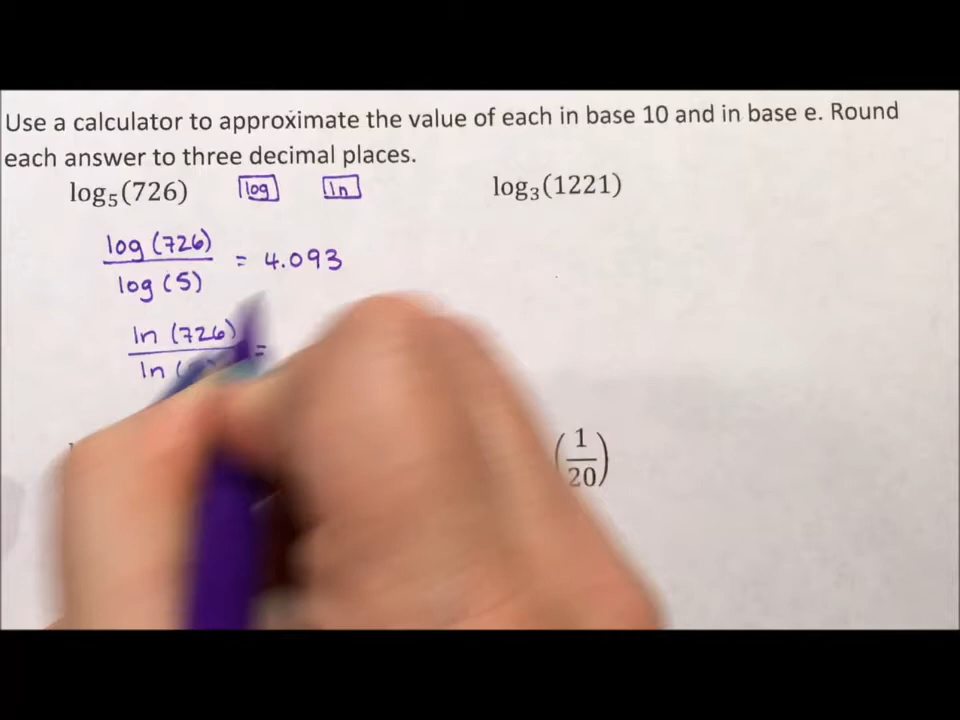 Use a calculator to approximate the value of each in base 10 and in base e. Round
each answer to three decimal places.
log₅(726) log ln log₃(1221)
log (726)
log (5)
= 4.093
ln (726)
ln (
=
(1/20)